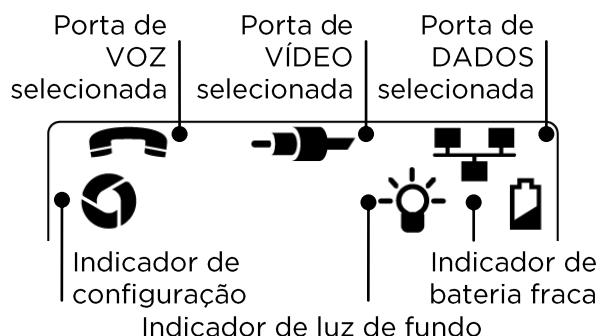 Porta de
VOZ
selecionada
Porta de
VÍDEO
selecionada
Porta de
DADOS
selecionada
Indicador de
configuração
Indicador de
bateria fraca
Indicador de luz de fundo